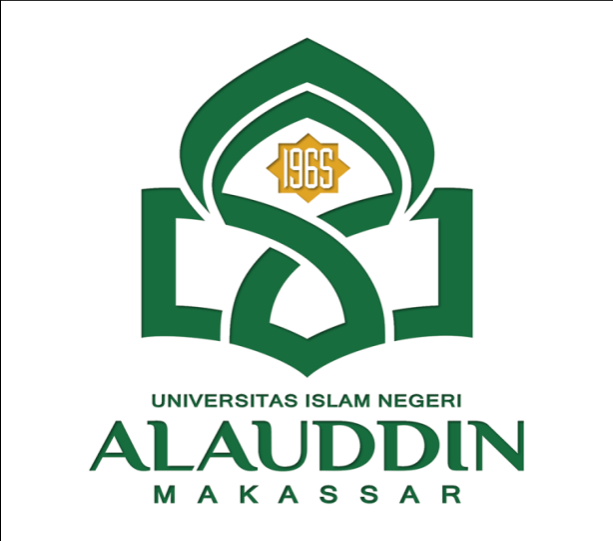 1965
UNIVERSITAS ISLAM NEGERI
ALAUDDIN
MAKASSAR